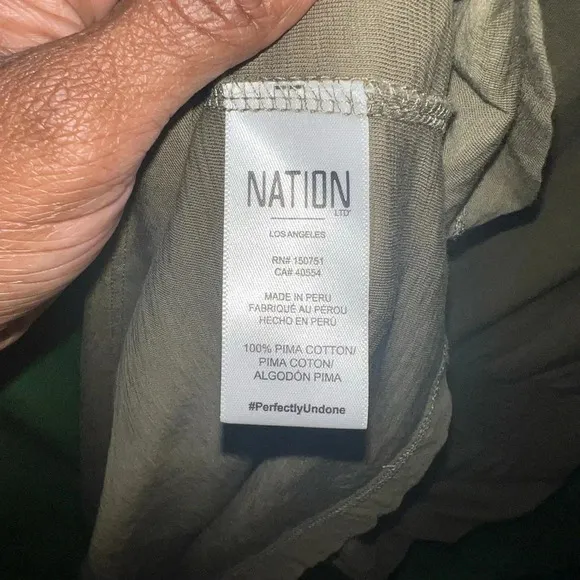 NATION
LTD
LOS ANGELES
RN# 150751
CA# 40554
MADE IN PERU
FABRIQUÉ AU PÉROU
HECHO EN PERÚ
100% PIMA COTTON/
PIMA COTON/
ALGODÓN PIMA
#PerfectlyUndone